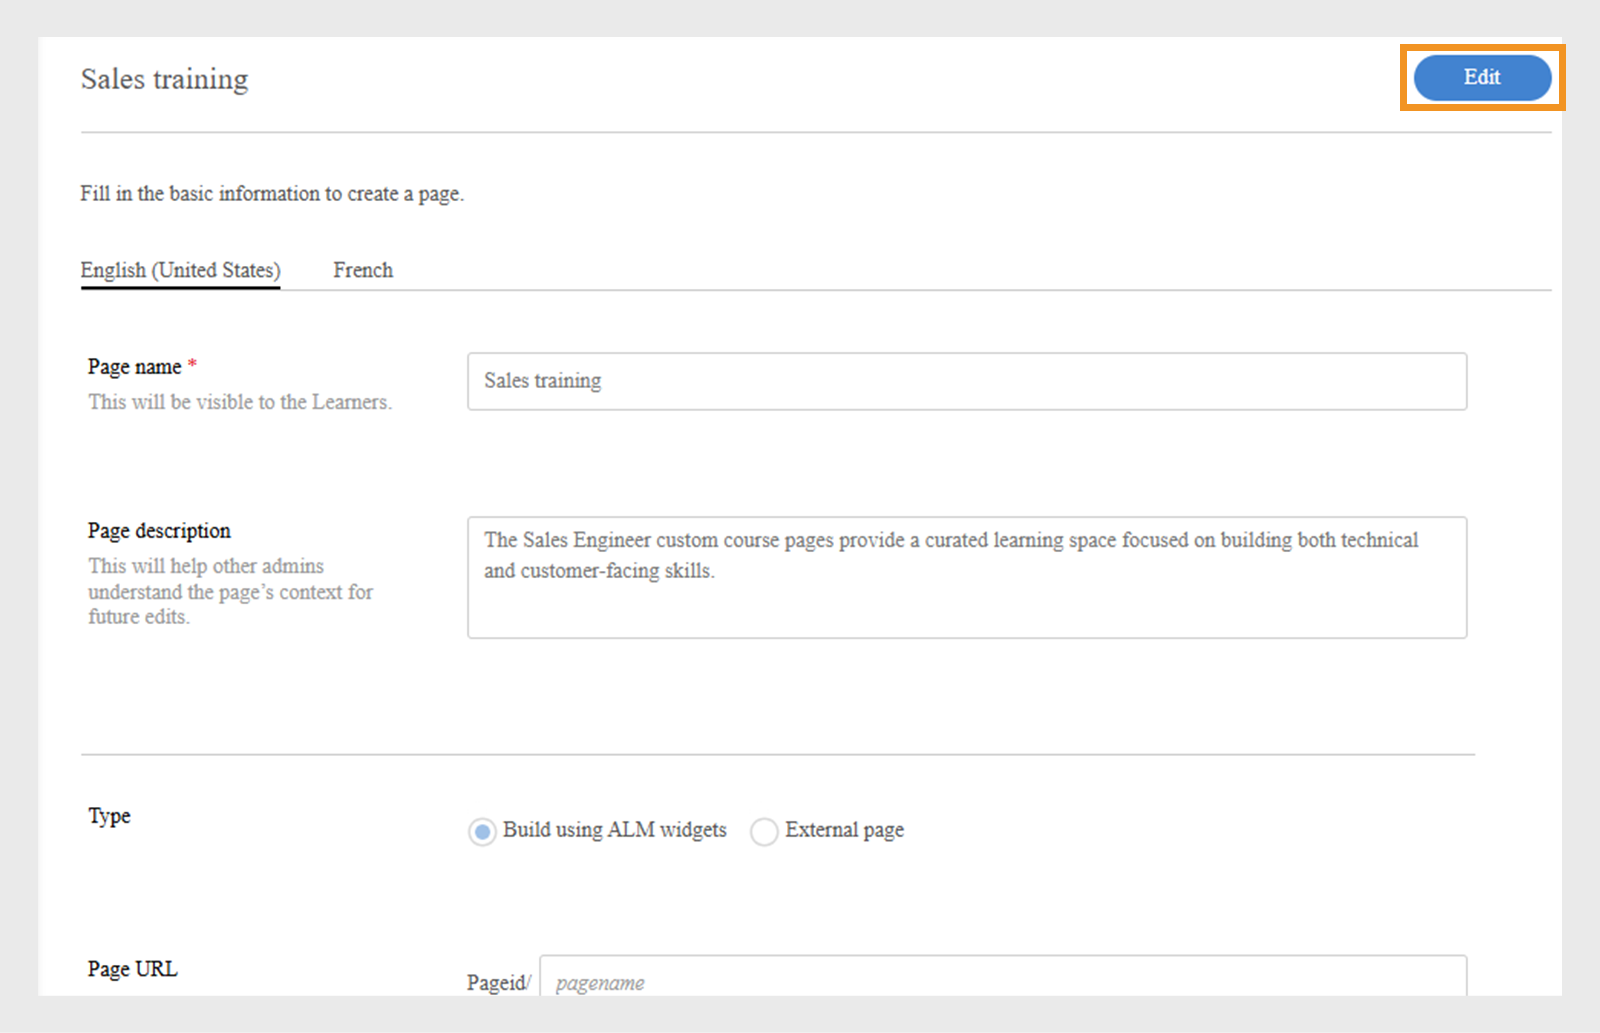 Sales training
Edit
Fill in the basic information to create a page.
English (United States)
French
Page name *
This will be visible to the Learners.
Sales training
Page description
This will help other admins
understand the page’s context for
future edits.
The Sales Engineer custom course pages provide a curated learning space focused on building both technical
and customer-facing skills.
Type
Build using ALM widgets
External page
Page URL
Pageid/
pagename